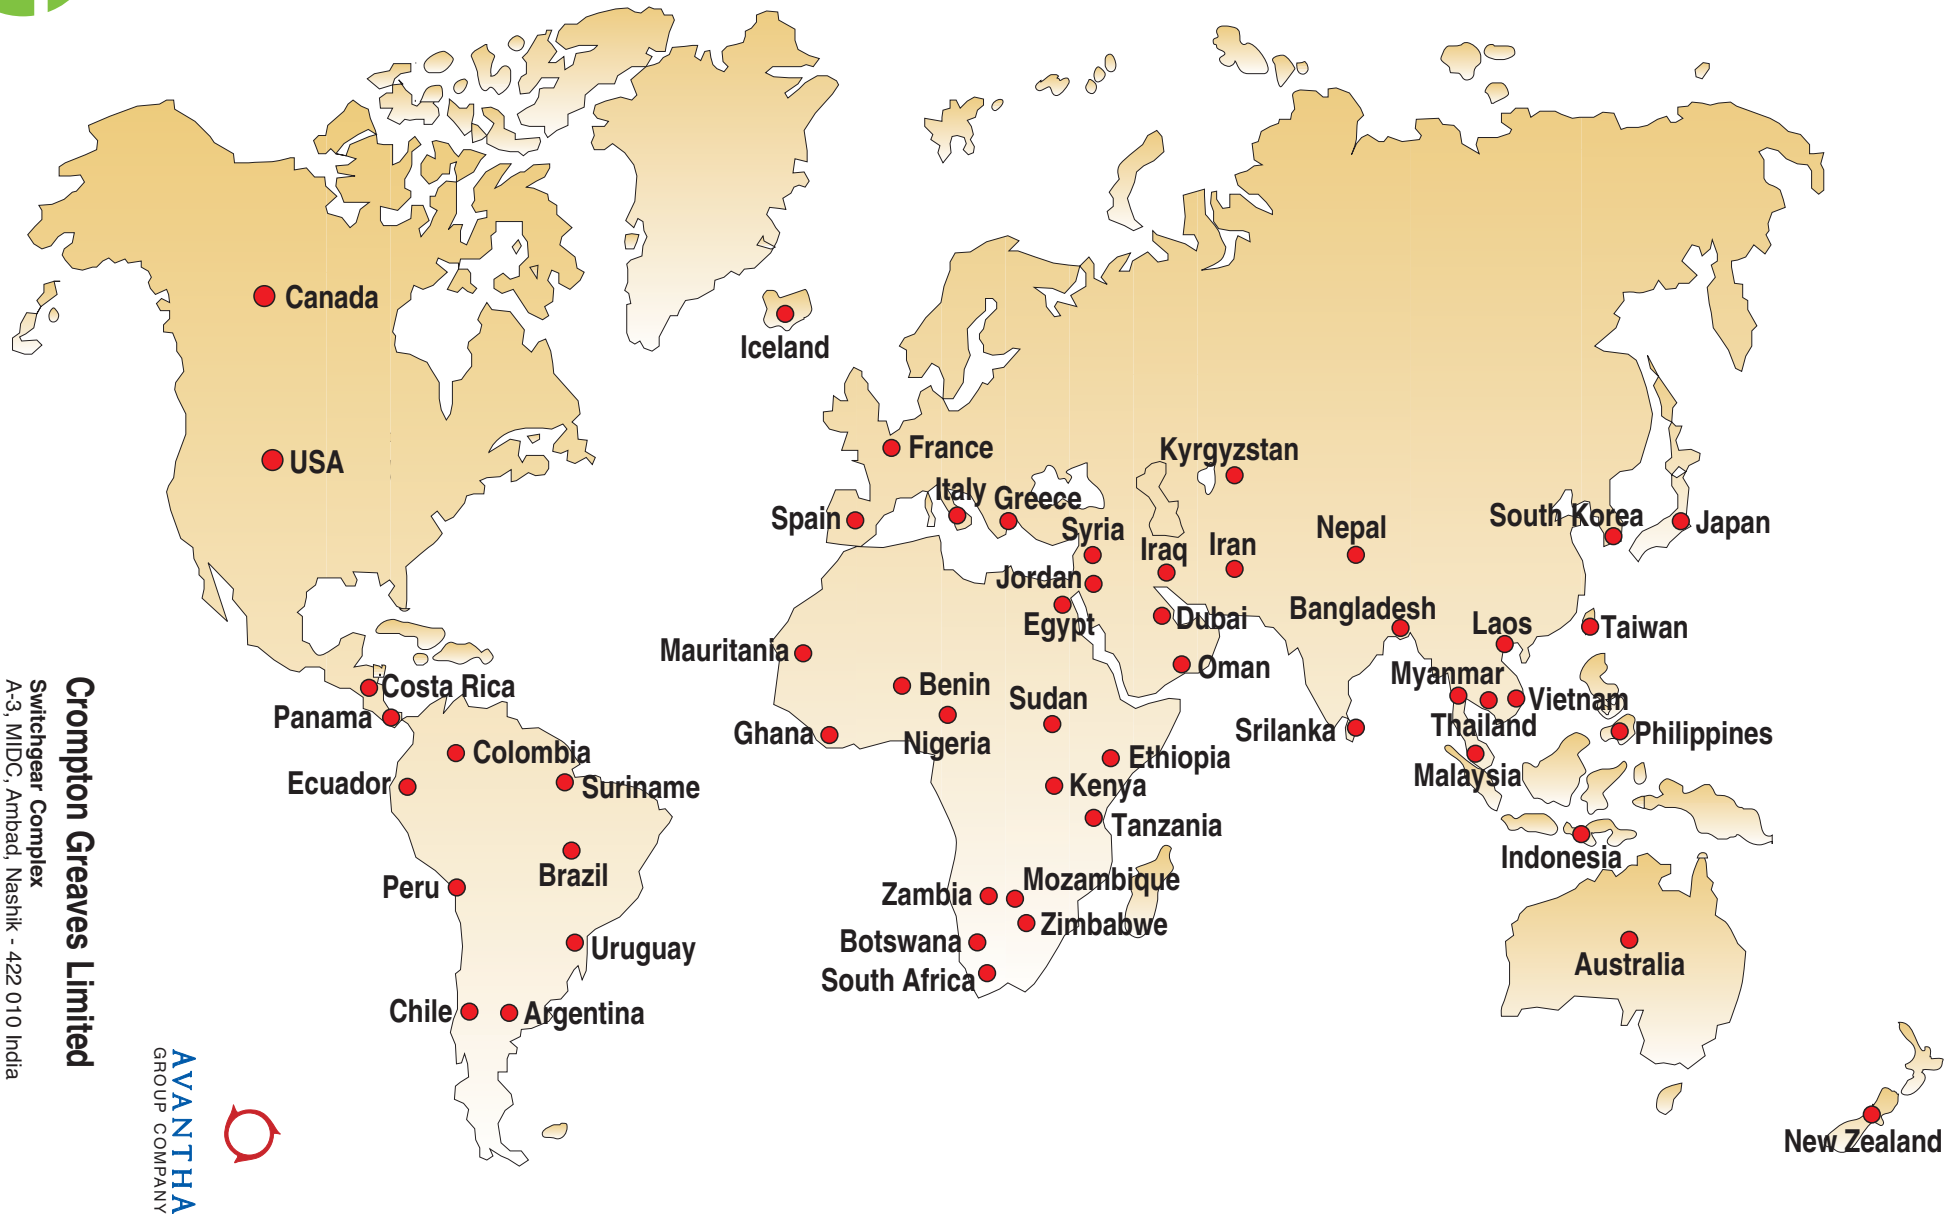 Canada
Iceland
USA
France
Kyrgyzstan
Italy
Greece
Spain
Syria
South Korea
Japan
Nepal
Iran
Iraq
Jordan
Egypt
Dubai
Bangladesh
Laos
Taiwan
Mauritania
Oman
Myanmar
Costa Rica
Benin
Sudan
Vietnam
Panama
Ghana
Nigeria
Srilanka
Thailand
Philippines
Colombia
Ethiopia
Malaysia
Ecuador
Suriname
Kenya
Tanzania
Indonesia
Brazil
Peru
Zambia
Mozambique
Zimbabwe
Botswana
Uruguay
South Africa
Australia
Chile
Argentina
New Zealand
Crompton Greaves Limited
Switchgear Complex
A-3, MIDC, Ambad, Nashik - 422 010 India
AVANTHA
GROUP COMPANY